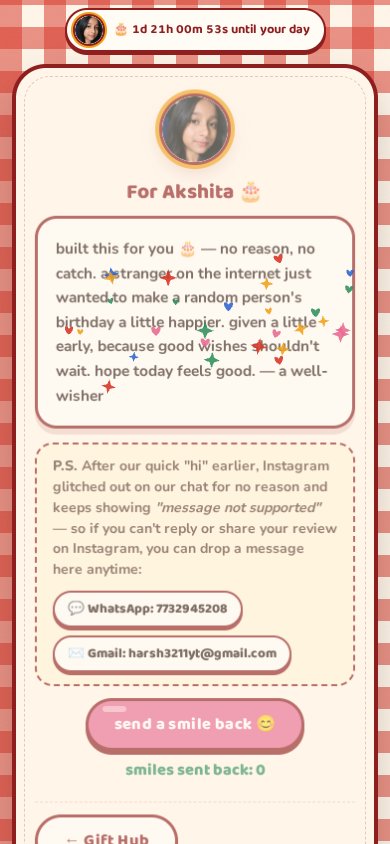 🎂 1d 21h 00m 53s until your day
For Akshita 🎂
built this for you 🎂 — no reason, no
catch. a stranger on the internet just
wanted to make a random person's
birthday a little happier. given a little
early, because good wishes shouldn't
wait. hope today feels good. — a well-
wisher
P.S. After our quick "hi" earlier, Instagram
glitched out on our chat for no reason and
keeps showing "message not supported"
— so if you can't reply or share your review
on Instagram, you can drop a message
here anytime:
💬 WhatsApp: 7732945208
✉️ Gmail: harsh3211yt@gmail.com
send a smile back 😊
smiles sent back: 0
← Gift Hub